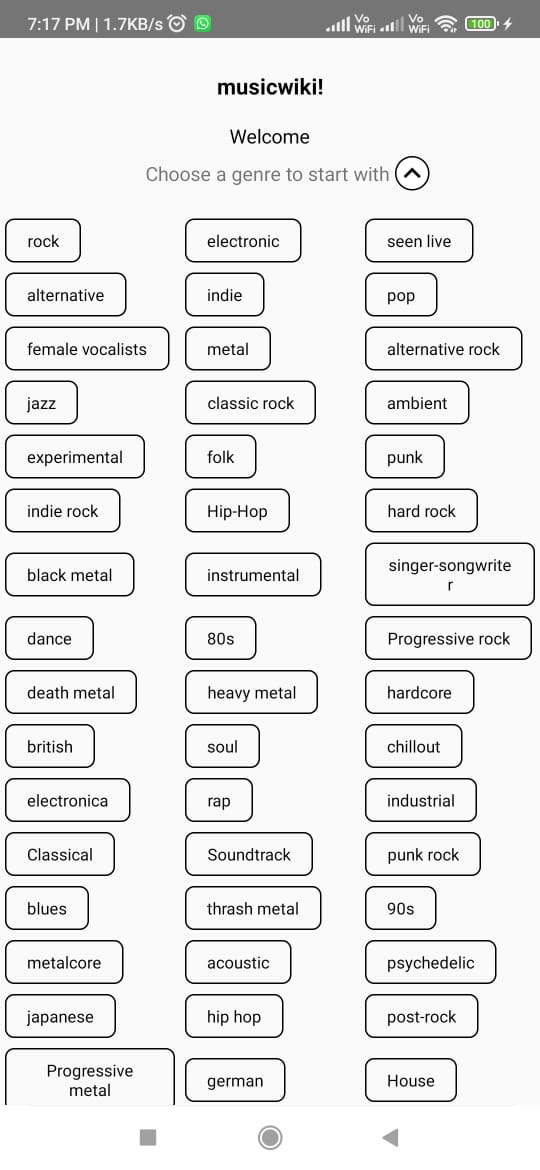 7:17 PM | 1.7KB/s
Vo WiFi Vo WiFi 100
musicwiki!
Welcome
Choose a genre to start with
rock electronic seen live
alternative indie pop
female vocalists metal alternative rock
jazz classic rock ambient
experimental folk punk
indie rock Hip-Hop hard rock
black metal instrumental singer-songwrite
r
dance 80s Progressive rock
death metal heavy metal hardcore
british soul chillout
electronica rap industrial
Classical Soundtrack punk rock
blues thrash metal 90s
metalcore acoustic psychedelic
japanese hip hop post-rock
Progressive
metal german House